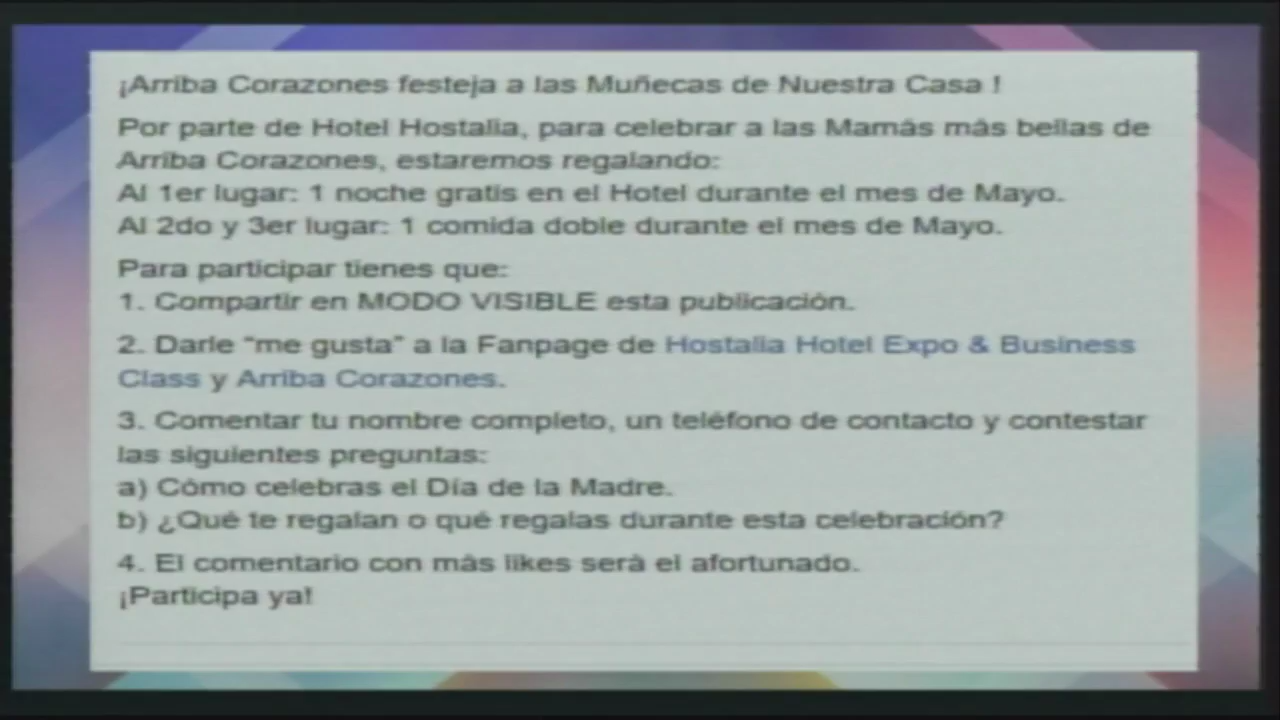 ¡Arriba Corazones festeja a las Muñecas de Nuestra Casa !
Por parte de Hotel Hostalia, para celebrar a las Mamás más bellas de
Arriba Corazones, estaremos regalando:
Al 1er lugar: 1 noche gratis en el Hotel durante el mes de Mayo.
Al 2do y 3er lugar: 1 comida doble durante el mes de Mayo.
Para participar tienes que:
1. Compartir en MODO VISIBLE esta publicación.
2. Darle “me gusta” a la Fanpage de Hostalia Hotel Expo & Business
Class y Arriba Corazones.
3. Comentar tu nombre completo, un teléfono de contacto y contestar
las siguientes preguntas:
a) Cómo celebras el Día de la Madre.
b) ¿Qué te regalan o qué regalas durante esta celebración?
4. El comentario con más likes será el afortunado.
¡Participa ya!